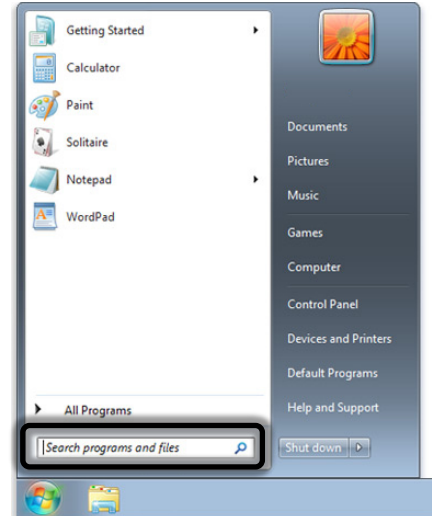 Getting Started
Calculator
Paint
Solitaire
Notepad
WordPad
All Programs
Search programs and files
Documents
Pictures
Music
Games
Computer
Control Panel
Devices and Printers
Default Programs
Help and Support
Shut down